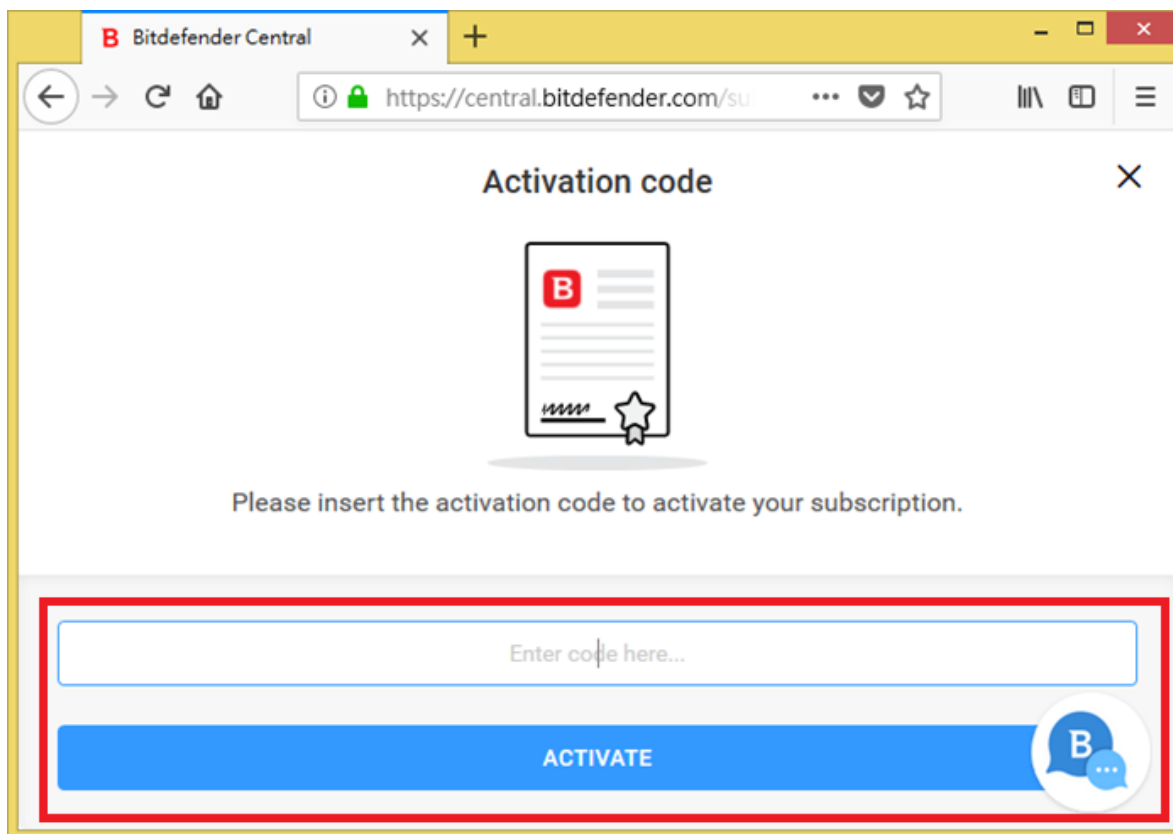 B Bitdefender Central
https://central.bitdefender.com/su
Activation code
B
Please insert the activation code to activate your subscription.
Enter code here...
ACTIVATE
B